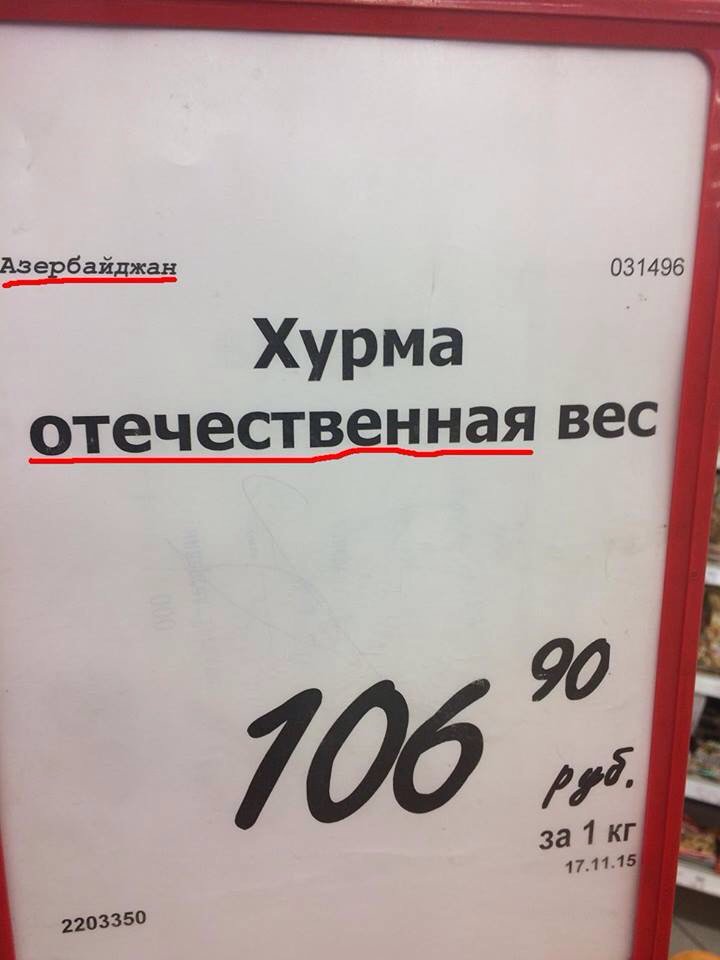 Азербайджан
031496
Хурма
отечественная вес
106 90
руб.
за 1 кг
17.11.15
2203350